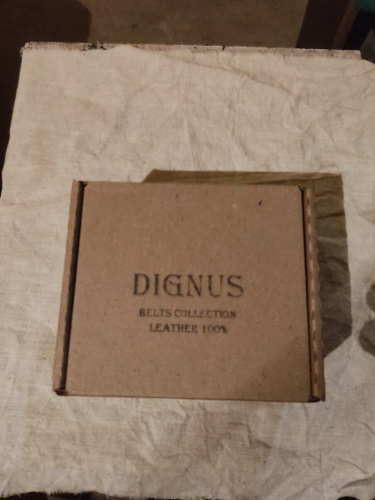 DIGNUS
BELTS COLLECTION
LEATHER 100%